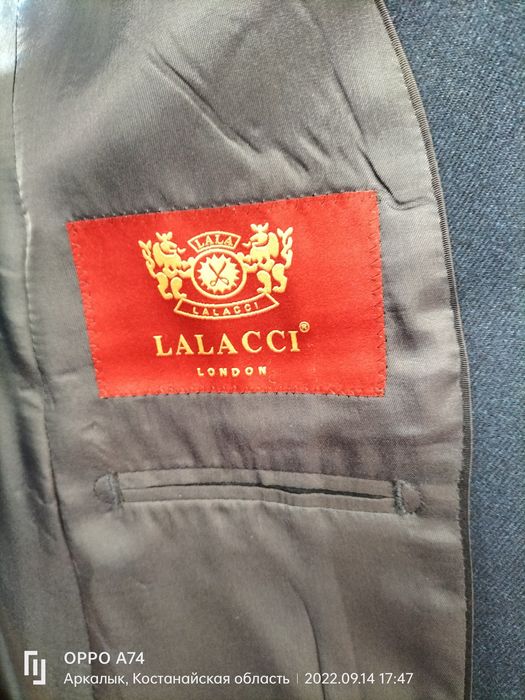 LALA
LALACCI
LALACCI®
LONDON
OPPO A74
Аркалык, Костанайская область | 2022.09.14 17:47